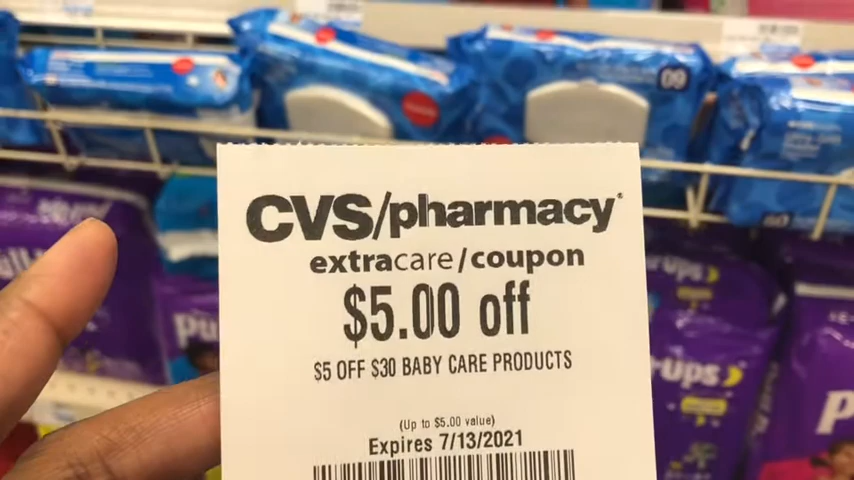 CVS/pharmacy®
extracare/coupon
$5.00 off
$5 OFF $30 BABY CARE PRODUCTS
(Up to $5.00 value)
Expires 7/13/2021